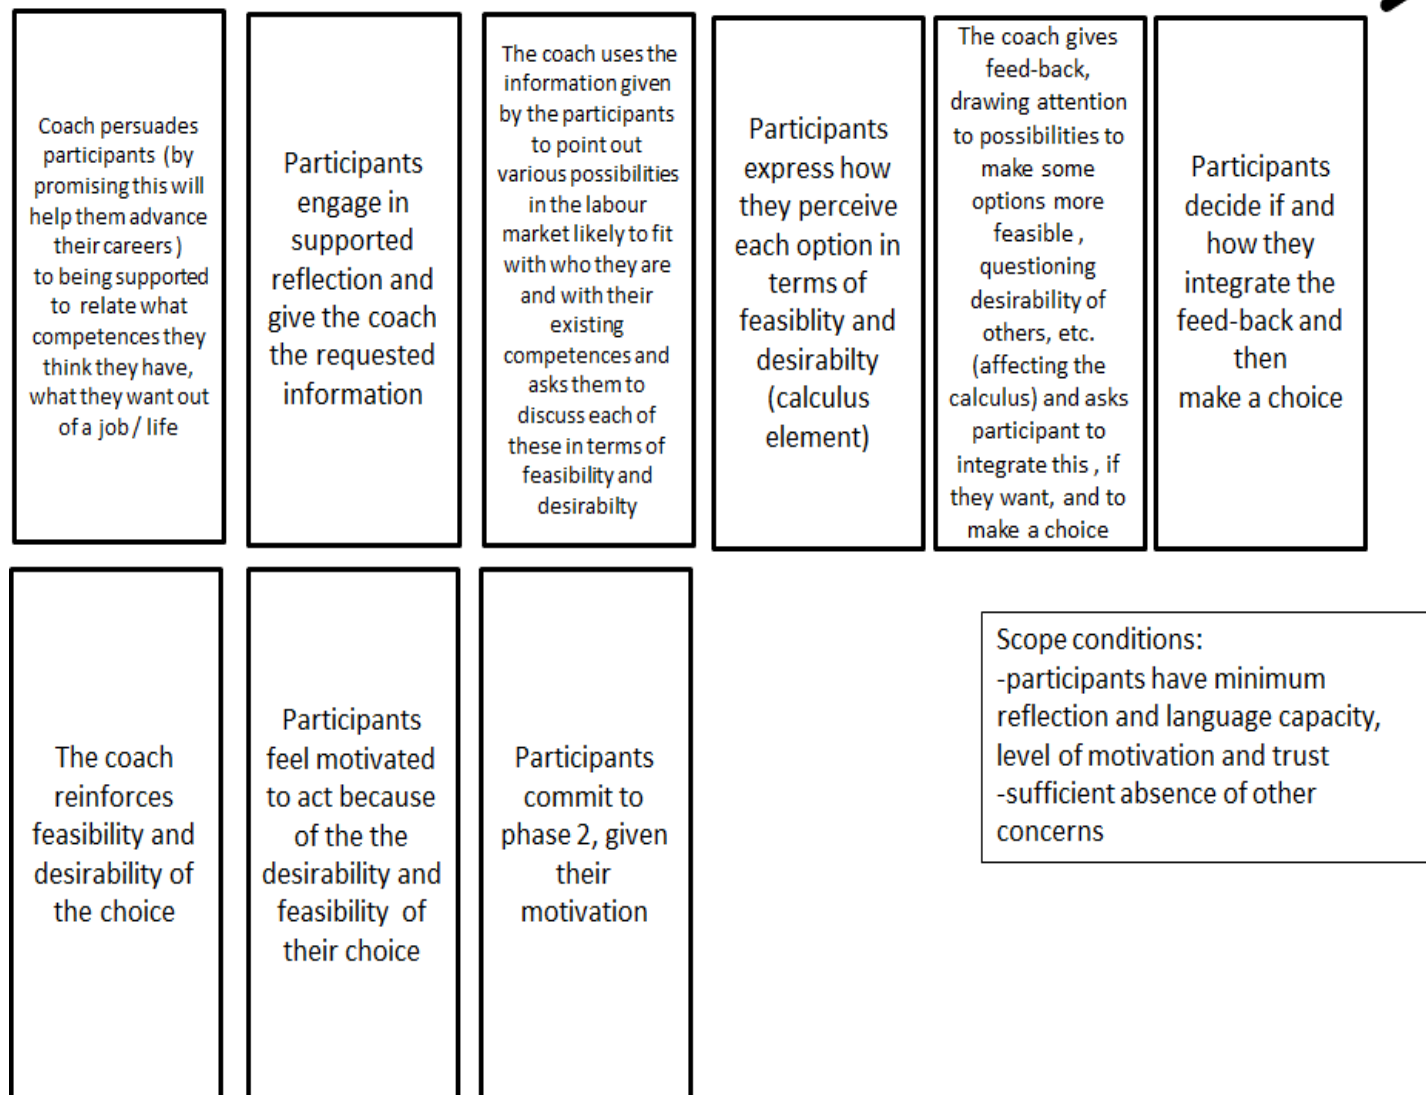 Coach persuades
participants (by
promising this will
help them advance
their careers)
to being supported
to relate what
competences they
think they have,
what they want out
of a job / life
Participants
engage in
supported
reflection and
give the coach
the requested
information
The coach uses the
information given
by the participants
to point out
various possibilities
in the labour
market likely to fit
with who they are
and with their
existing
competences and
asks them to
discuss each of
these in terms of
feasibility and
desirabilty
Participants
express how
they perceive
each option in
terms of
feasiblity and
desirabilty
(calculus
element)
The coach gives
feed-back,
drawing attention
to possibilities to
make some
options more
feasible ,
questioning
desirability of
others, etc.
(affecting the
calculus) and asks
participant to
integrate this , if
they want, and to
make a choice
Participants
decide if and
how they
integrate the
feed-back and
then
make a choice
The coach
reinforces
feasibility and
desirability of
the choice
Participants
feel motivated
to act because
of the the
desirability and
feasibility of
their choice
Participants
commit to
phase 2, given
their
motivation
Scope conditions:
-participants have minimum
reflection and language capacity,
level of motivation and trust
-sufficient absence of other
concerns